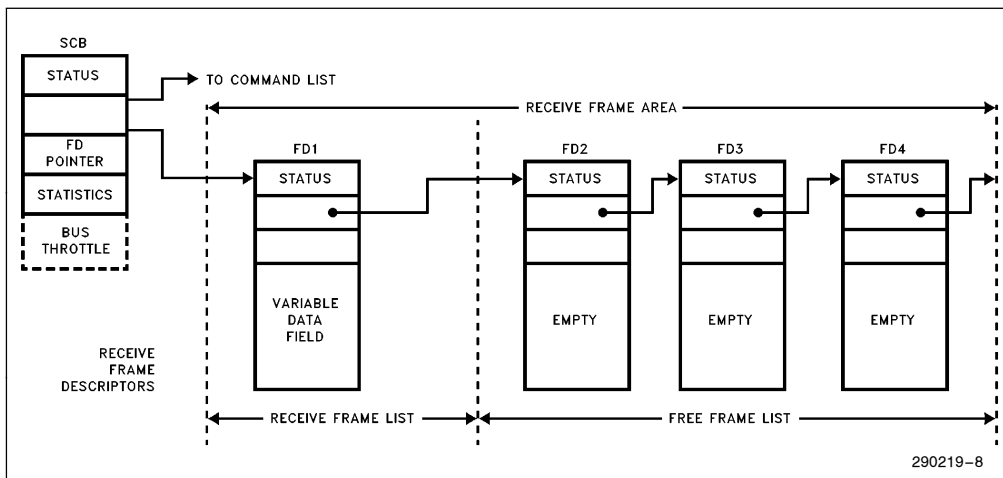 SCB
STATUS
FD
POINTER
STATISTICS
BUS
THROTTLE
TO COMMAND LIST
RECEIVE FRAME AREA
FD1
STATUS
VARIABLE
DATA
FIELD
FD2
STATUS
EMPTY
FD3
STATUS
EMPTY
FD4
STATUS
EMPTY
RECEIVE
FRAME
DESCRIPTORS
RECEIVE FRAME LIST
FREE FRAME LIST
290219–8